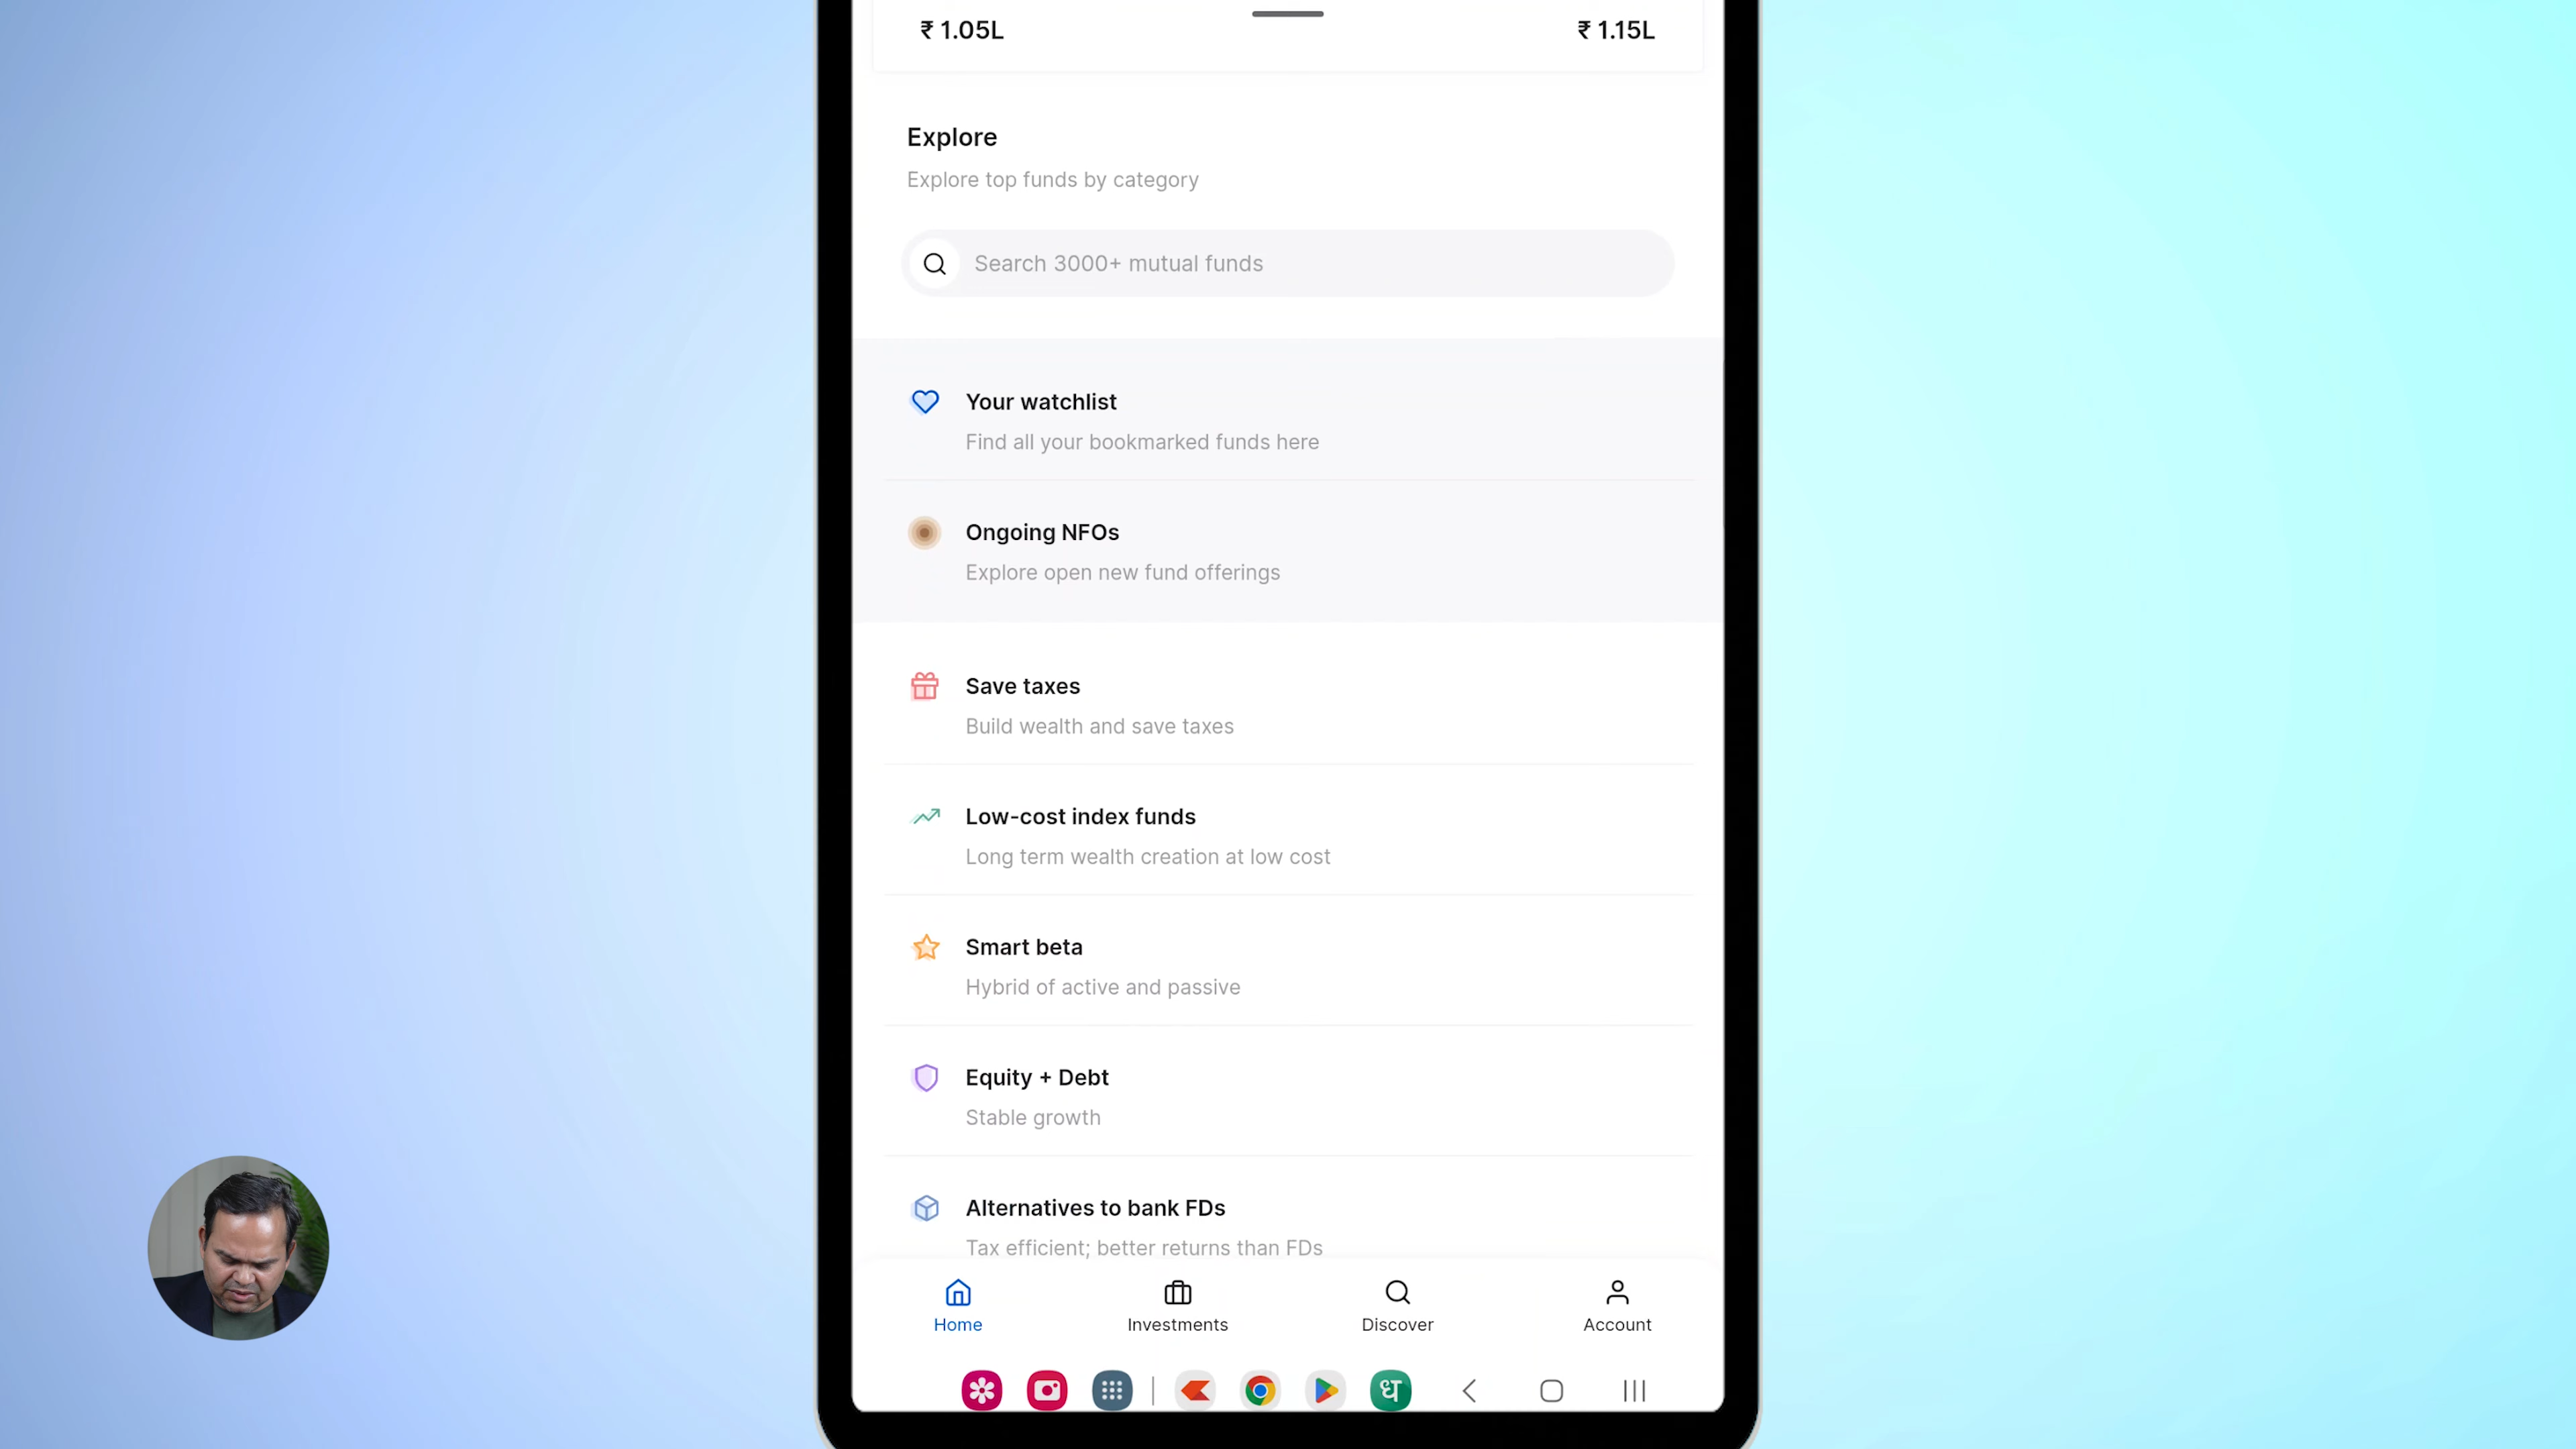 ₹ 1.05L ₹ 1.15L
Explore
Explore top funds by category
Search 3000+ mutual funds
Your watchlist
Find all your bookmarked funds here
Ongoing NFOs
Explore open new fund offerings
Save taxes
Build wealth and save taxes
Low-cost index funds
Long term wealth creation at low cost
Smart beta
Hybrid of active and passive
Equity + Debt
Stable growth
Alternatives to bank FDs
Tax efficient; better returns than FDs
Home Investments Discover Account
ध